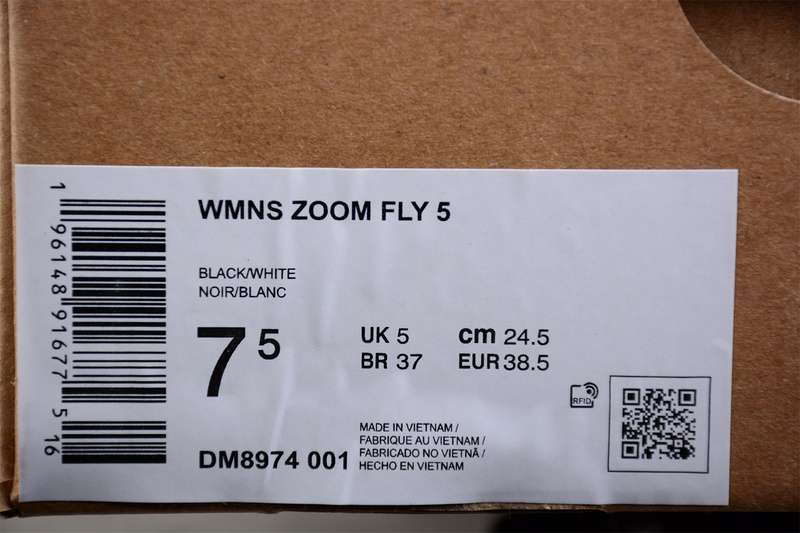 WMNS ZOOM FLY 5
BLACK/WHITE
NOIR/BLANC
7 5
UK 5
BR 37
cm 24.5
EUR 38.5
RFID
DM8974 001
MADE IN VIETNAM /
FABRIQUE AU VIETNAM /
FABRICADO NO VIETNÃ /
HECHO EN VIETNAM
1 96148 91677 5 16